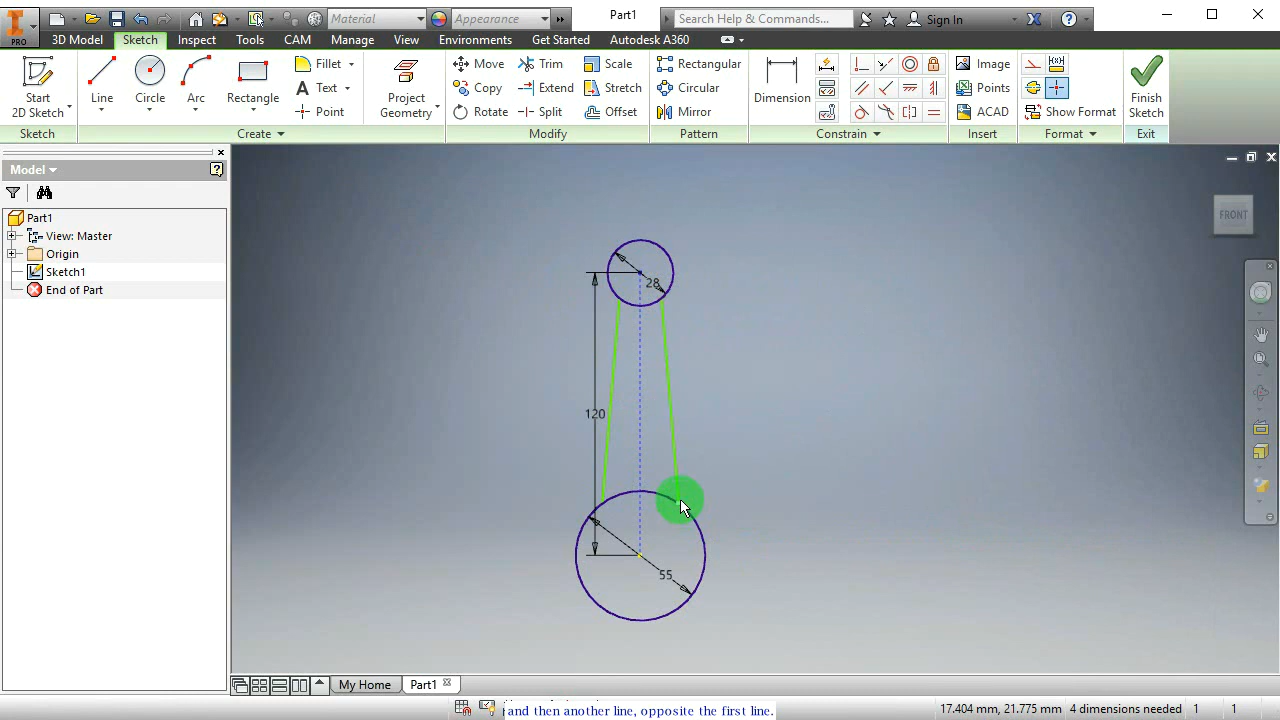 Material
Appearance
Part1
Search Help & Commands...
Sign In
PRO
3D Model
Sketch
Inspect
Tools
CAM
Manage
View
Environments
Get Started
Autodesk A360
Start
2D Sketch
Line
Circle
Arc
Rectangle
Fillet
Text
Point
Project
Geometry
Move
Copy
Rotate
Trim
Extend
Split
Scale
Stretch
Offset
Rectangular
Circular
Mirror
Dimension
Image
Points
ACAD
Show Format
Finish
Sketch
Sketch
Create
Modify
Pattern
Constrain
Insert
Format
Exit
Model
Part1
View: Master
Origin
Sketch1
End of Part
FRONT
28
120
55
My Home
Part1
and then another line, opposite the first line.
17.404 mm, 21.775 mm
4 dimensions needed
1
1